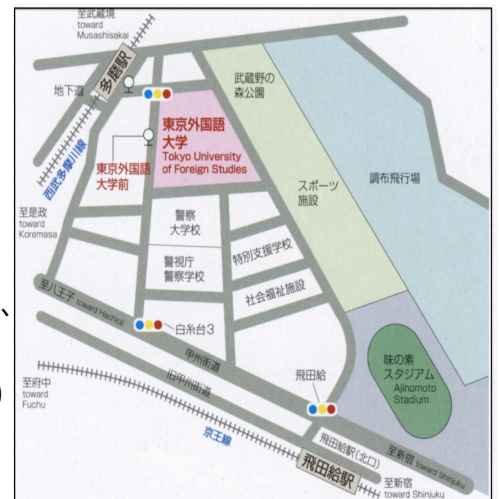 至武蔵境
toward
Musashisakai
多磨駅
地下道
西武多摩川線
武蔵野の
森公園
東京外国語
大学
Tokyo University
of Foreign Studies
東京外国語
大学前
スポーツ
施設
調布飛行場
至是政
toward
Koremasa
警察
大学校
警視庁
警察学校
特別支援学校
社会福祉施設
、
至八王子 toward Hachioji
白糸台3
甲州街道
)
旧甲州街道
飛田給
味の素
スタジアム
Ajinomoto
Stadium
至府中
toward
Fuchu
京王線
飛田給駅(北口)
飛田給駅
至新宿 toward Shinjuku
至新宿
toward Shinjuku